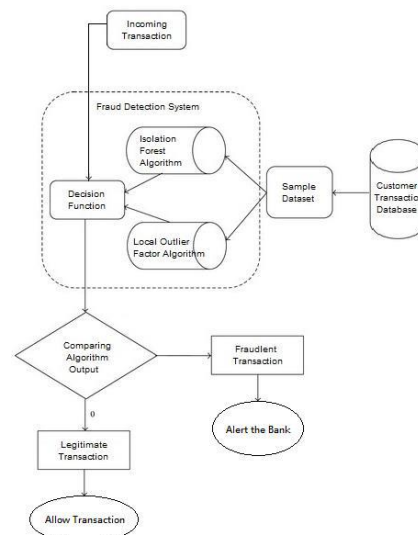 Incoming
Transaction
Fraud Detection System
Isolation
Forest
Algorithm
Decision
Function
Sample
Dataset
Customer
Transaction
Database
Local Outlier
Factor Algorithm
Comparing
Algorithm
Output
Fraudlent
Transaction
0
Alert the Bank
Legitimate
Transaction
Allow Transaction